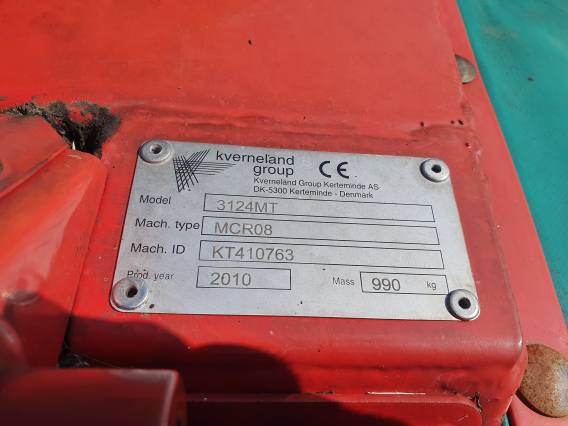 kverneland
group CE
Kverneland Group Kerteminde AS
DK-5300 Kerteminde - Denmark
Model 3124MT
Mach. type MCR08
Mach. ID KT410763
Prod. year 2010 Mass 990 kg